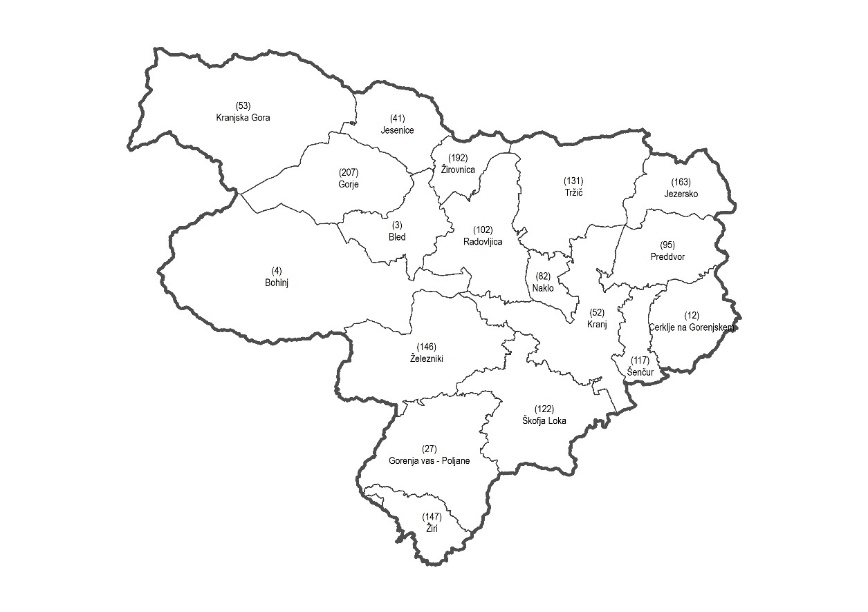 (53)
Kranjska Gora
(41)
Jesenice
(192)
Žirovnica
(207)
Gorje
(131)
Tržič
(163)
Jezersko
(3)
Bled
(102)
Radovljica
(95)
Preddvor
(4)
Bohinj
(82)
Naklo
(52)
Kranj
(12)
Cerklje na Gorenjskem
(146)
Železniki
(117)
Šenčur
(122)
Škofja Loka
(27)
Gorenja vas - Poljane
(147)
Žiri